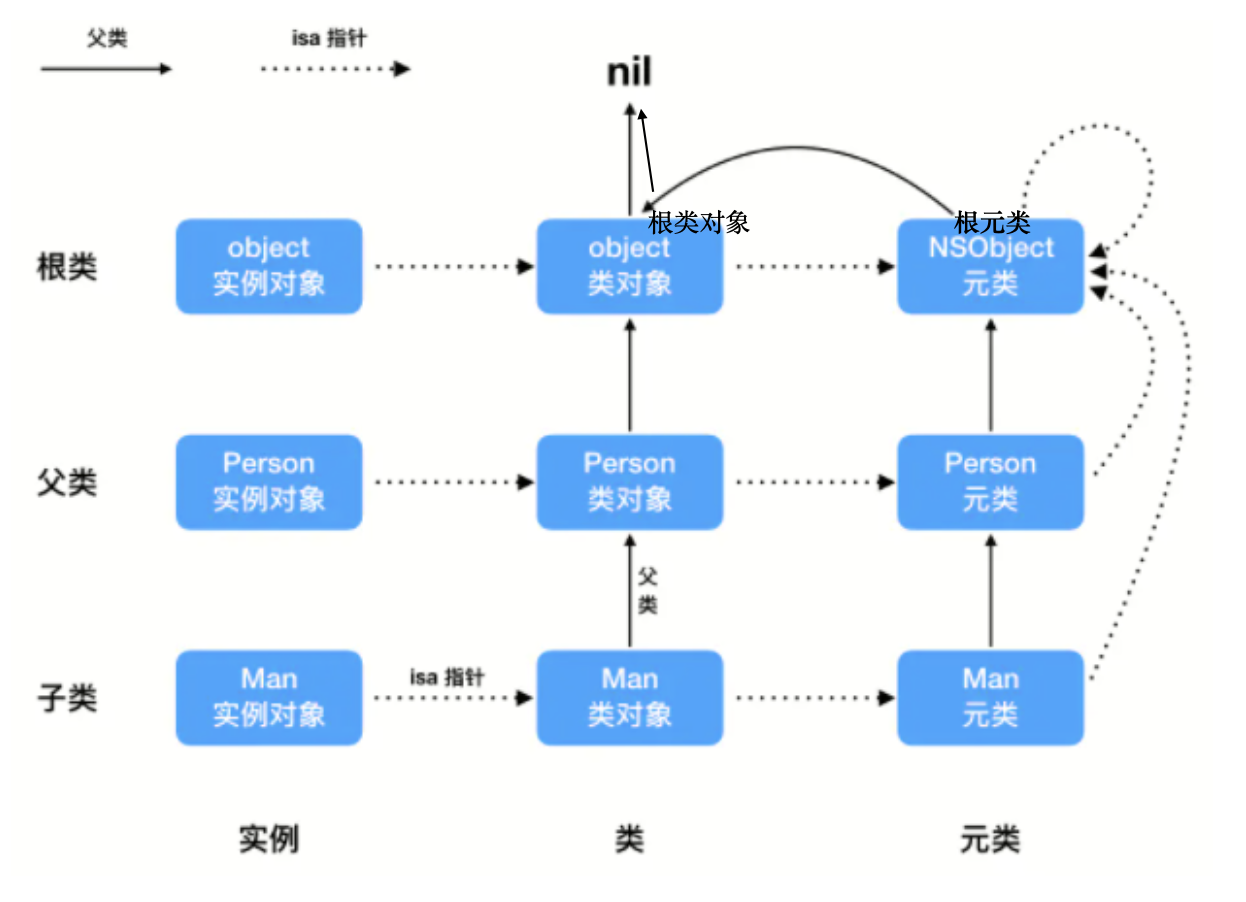 父类
isa 指针
nil
根类对象
根元类
根类
object
实例对象
object
类对象
NSObject
元类
父类
Person
实例对象
Person
类对象
Person
元类
父
类
子类
Man
实例对象
isa 指针
Man
类对象
Man
元类
实例
类
元类